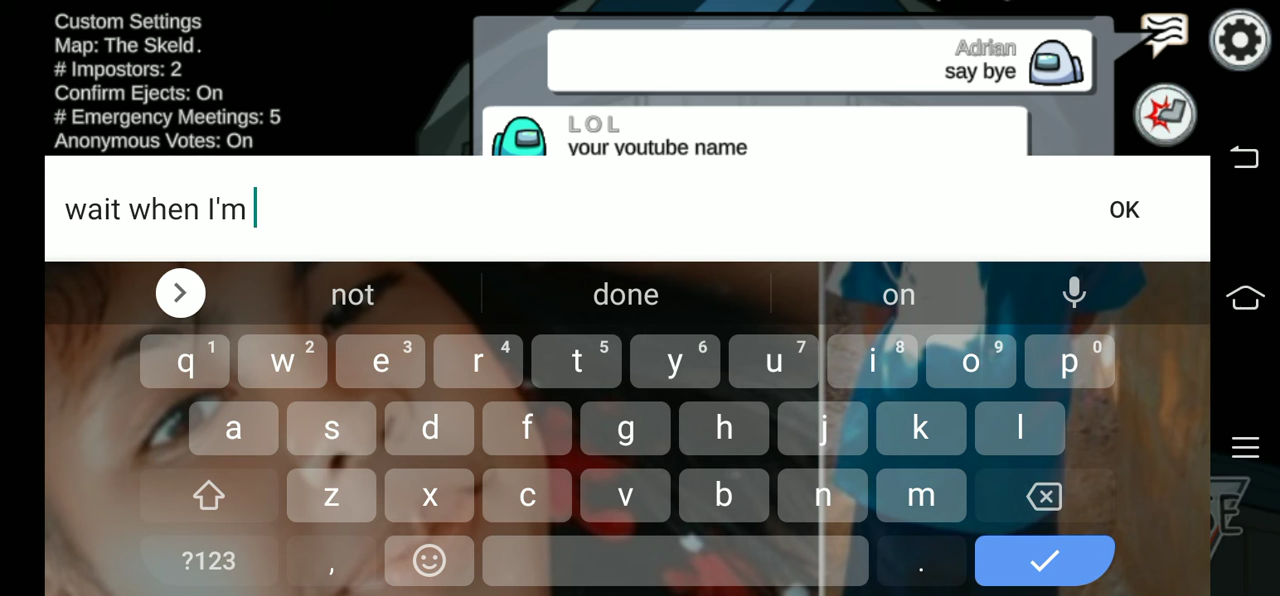 Custom Settings
Map: The Skeld.
# Impostors: 2
Confirm Ejects: On
# Emergency Meetings: 5
Anonymous Votes: On
Adrian
say bye
LOL
your youtube name
wait when I'm
OK
not done on
q1 w2 e3 r4 t5 y6 u7 i8 o9 p0
a s d f g h j k l
z x c v b n m
?123 , .